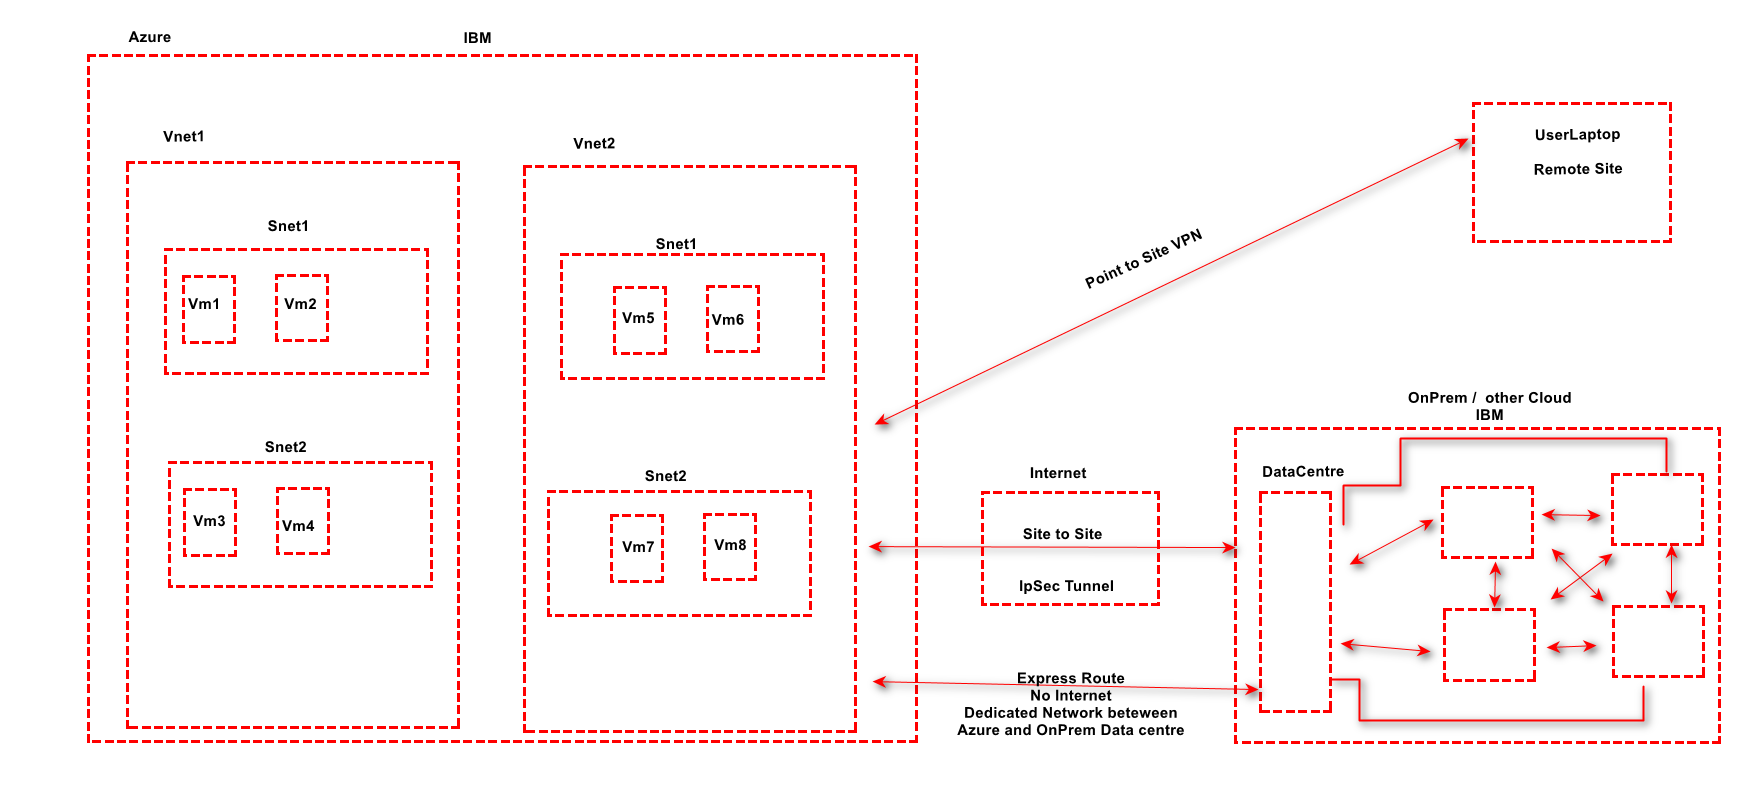 Azure
IBM
Vnet1
Vnet2
Snet1
Vm1
Vm2
Snet2
Vm3
Vm4
Snet1
Vm5
Vm6
Snet2
Vm7
Vm8
Point to Site VPN
UserLaptop
Remote Site
Internet
Site to Site
IpSec Tunnel
Express Route
No Internet
Dedicated Network beteween
Azure and OnPrem Data centre
OnPrem / other Cloud
IBM
DataCentre